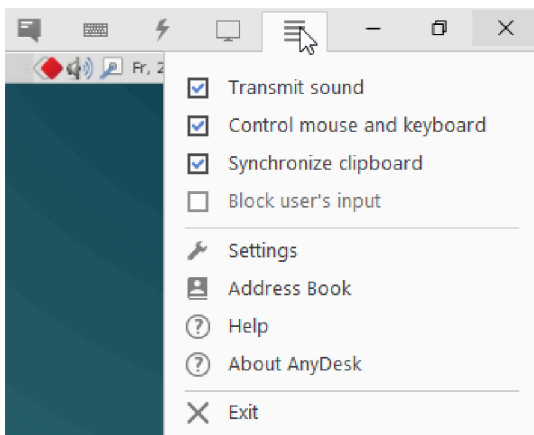 Fr, 2
Transmit sound
Control mouse and keyboard
Synchronize clipboard
Block user's input
Settings
Address Book
Help
About AnyDesk
Exit